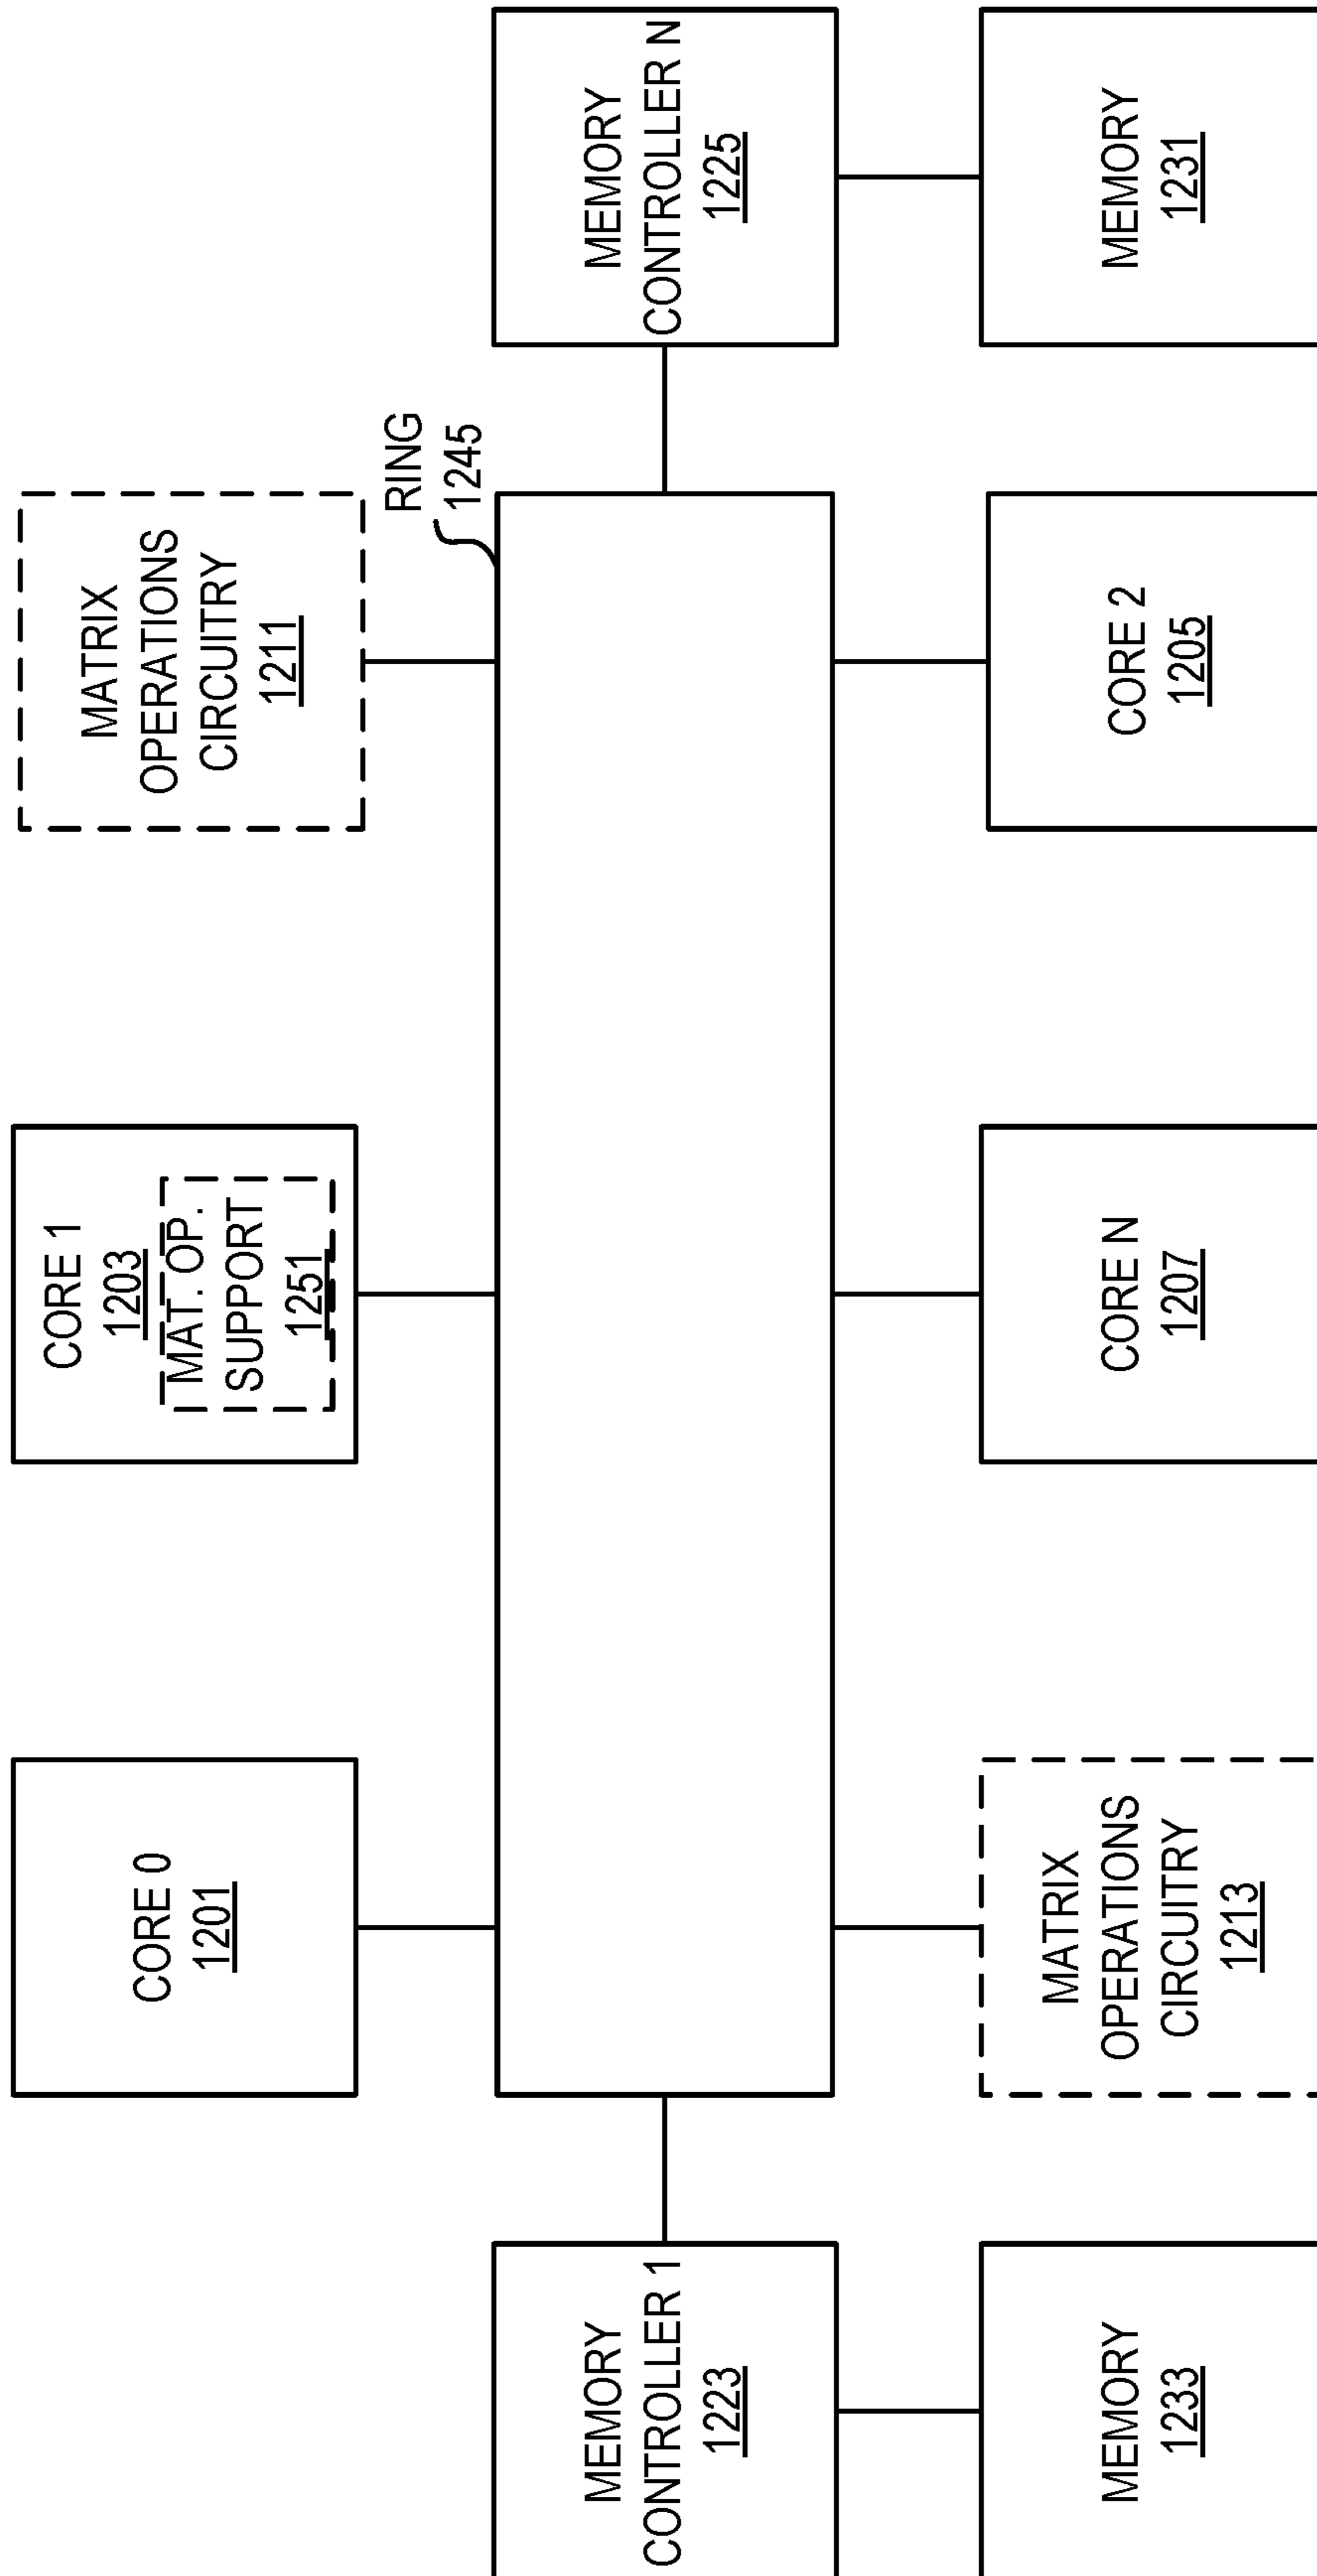 CORE 0
1201
CORE 1
1203
MAT. OP.
SUPPORT
1251
MATRIX
OPERATIONS
CIRCUITRY
1211
RING
1245
MEMORY
CONTROLLER 1
1223
MEMORY
CONTROLLER N
1225
MEMORY
1233
MATRIX
OPERATIONS
CIRCUITRY
1213
CORE N
1207
CORE 2
1205
MEMORY
1231